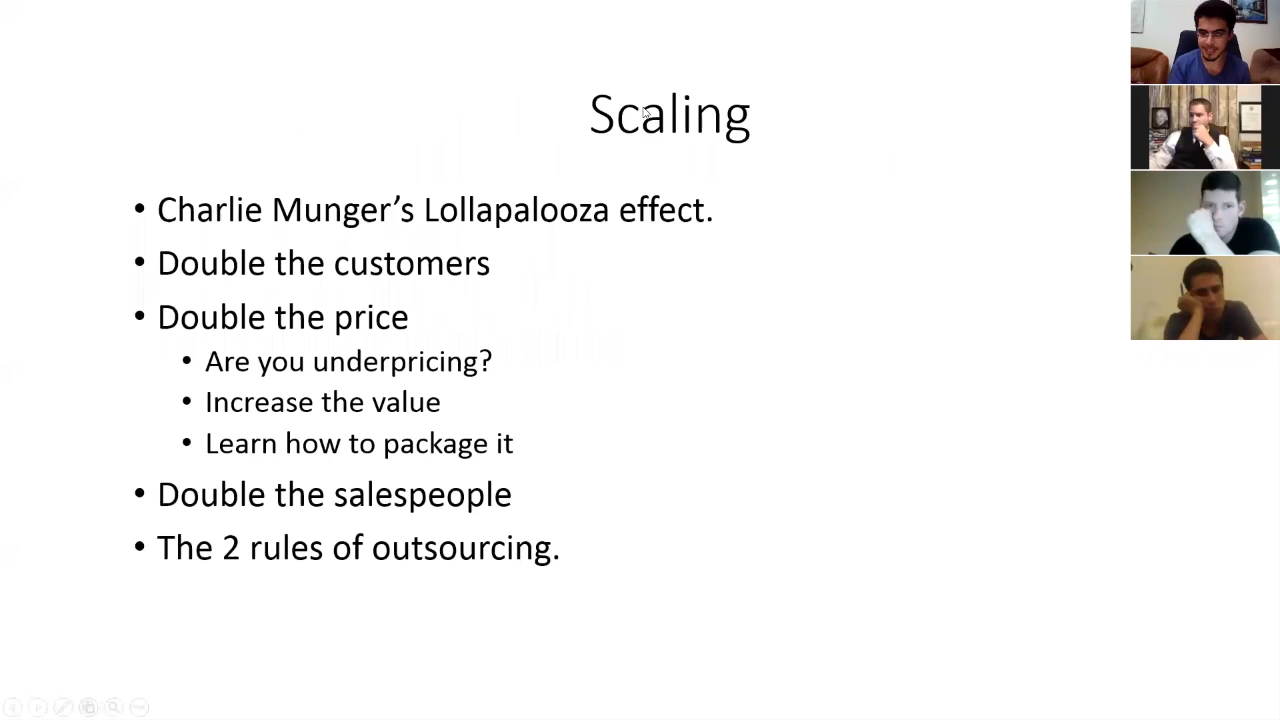 Scaling
• Charlie Munger’s Lollapalooza effect.
• Double the customers
• Double the price
• Are you underpricing?
• Increase the value
• Learn how to package it
• Double the salespeople
• The 2 rules of outsourcing.